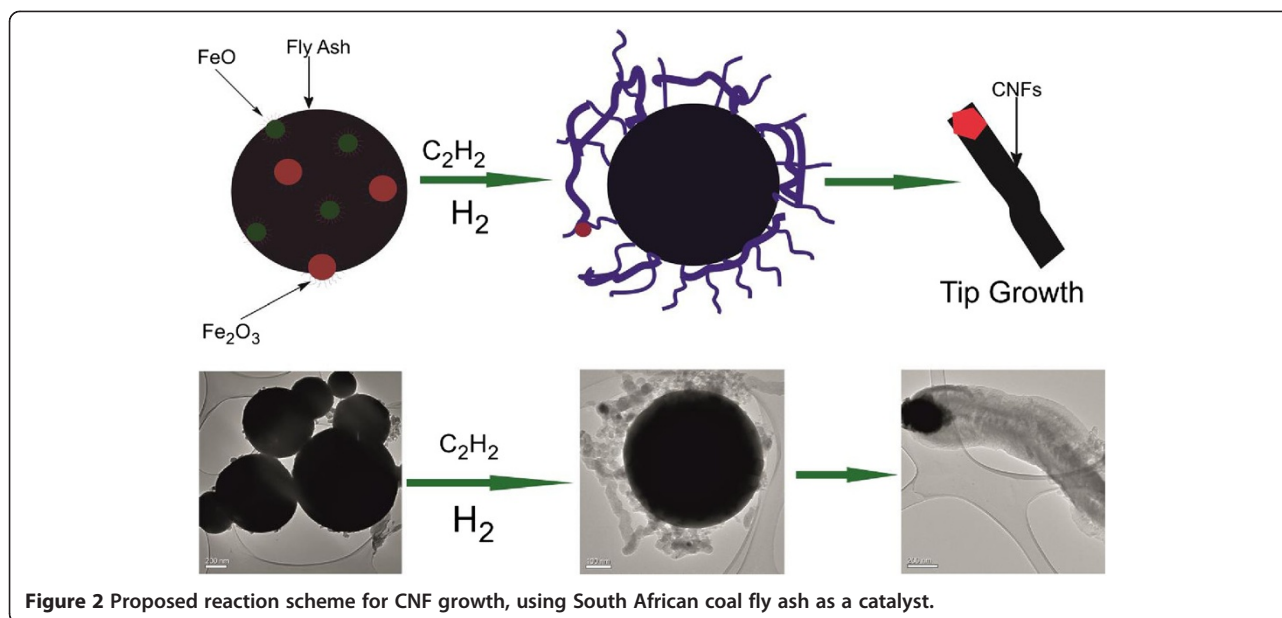 FeO
Fly Ash
C₂H₂
H₂
Fe₂O₃
CNFs
Tip Growth
C₂H₂
H₂
Figure 2 Proposed reaction scheme for CNF growth, using South African coal fly ash as a catalyst.